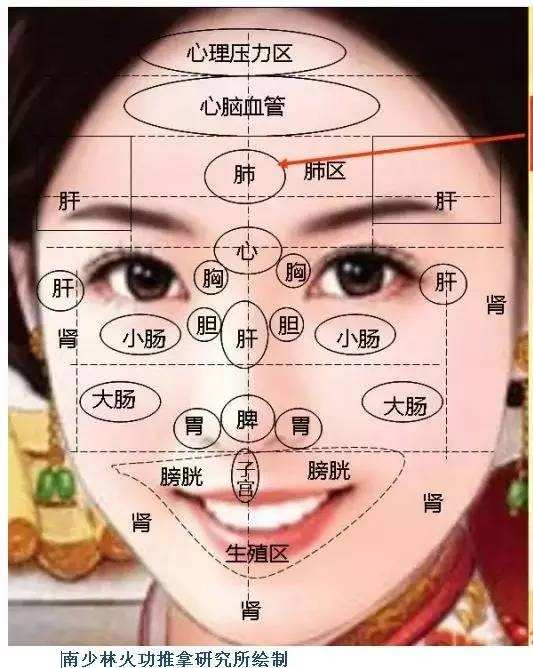 心理压力区
心脑血管
肺 肺区
肝 肝
心
胸 胸
肝 肝
肾 肾
小肠 胆 肝 胆 小肠
大肠 大肠
胃 脾 胃
膀胱 子宫 膀胱
肾 肾
生殖区
肾
南少林火功推拿研究所绘制